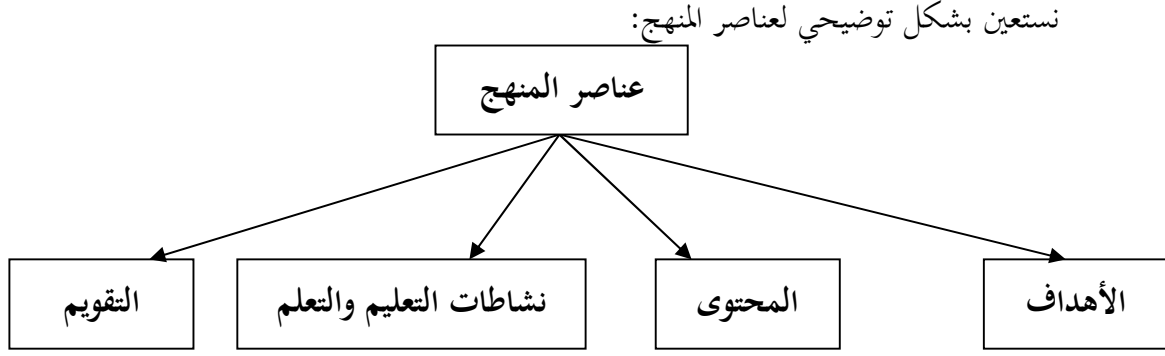 نستعين بشكل توضيحي لعناصر المنهج:
عناصر المنهج
الأهداف
المحتوى
نشاطات التعليم والتعلم
التقويم